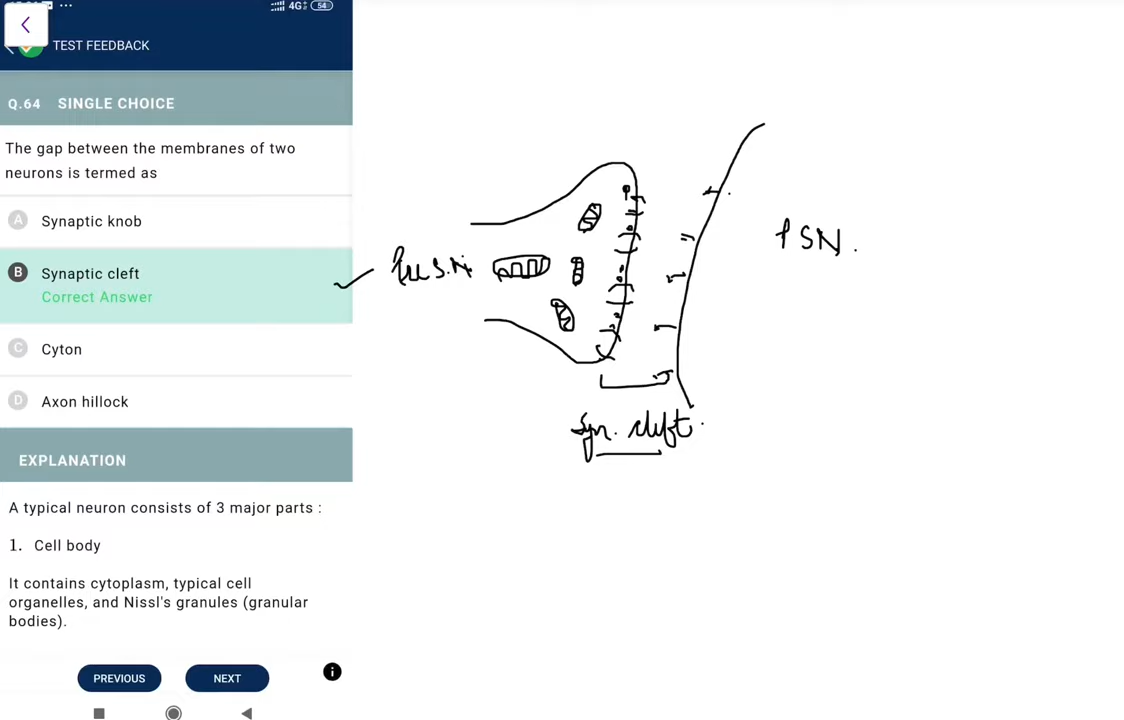 4G 54
TEST FEEDBACK
Q.64 SINGLE CHOICE
The gap between the membranes of two
neurons is termed as
A Synaptic knob
B Synaptic cleft
Correct Answer
C Cyton
D Axon hillock
EXPLANATION
A typical neuron consists of 3 major parts :
1. Cell body
It contains cytoplasm, typical cell
organelles, and Nissl's granules (granular
bodies).
PREVIOUS NEXT
S.N.
PSN.
Syn. cleft.